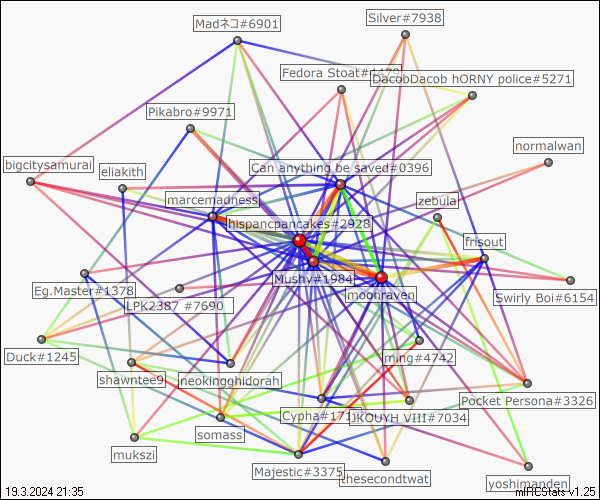 Silver#7938
Madネコ#6901
Fedora Stoat#
DacobDacob hORNY police#5271
Pikabro#9971
normalwan
bigcitysamurai
eliakith
Can anything be saved#0396
marcemadness
zebula
hispancpancakes#2928
frisout
Mushy#1984
Eg.Master#1378
moonraven
Swirly Boi#6154
LPK2387 #7690
Duck#1245
ming#4742
shawntee9
neokingghidorah
Pocket Persona#3326
Cypha#171
JKOUYH VIII#7034
somass
mukszi
Majestic#3375
thesecondtwat
yoshimanden
19.3.2024 21:35
mIRCStats v1.25